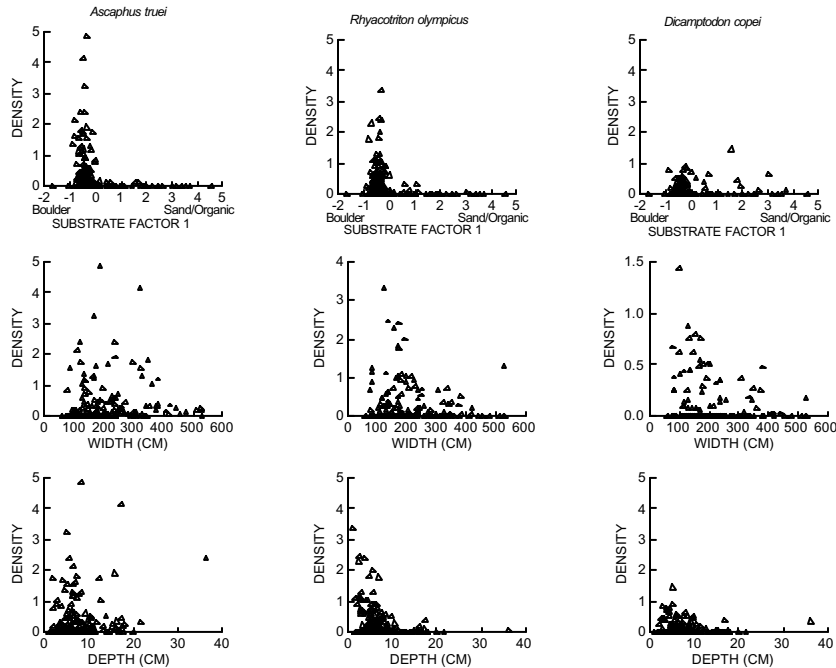 Ascaphus truei
Rhyacotriton olympicus
Dicamptodon copei
DENSITY
5
4
3
2
1
0
-2 -1 0 1 2 3 4 5
Boulder Sand/Organic
SUBSTRATE FACTOR 1
DENSITY
5
4
3
2
1
0
-2 -1 0 1 2 3 4 5
Boulder Sand/Organic
SUBSTRATE FACTOR 1
DENSITY
5
4
3
2
1
0
-2 -1 0 1 2 3 4 5
Boulder Sand/Organic
SUBSTRATE FACTOR 1
DENSITY
5
4
3
2
1
0
0 100 200 300 400 500 600
WIDTH (CM)
DENSITY
4
3
2
1
0
0 100 200 300 400 500 600
WIDTH (CM)
DENSITY
1.5
1.0
0.5
0.0
0 100 200 300 400 500 600
WIDTH (CM)
DENSITY
5
4
3
2
1
0
0 10 20 30 40
DEPTH (CM)
DENSITY
5
4
3
2
1
0
0 10 20 30 40
DEPTH (CM)
DENSITY
5
4
3
2
1
0
0 10 20 30 40
DEPTH (CM)